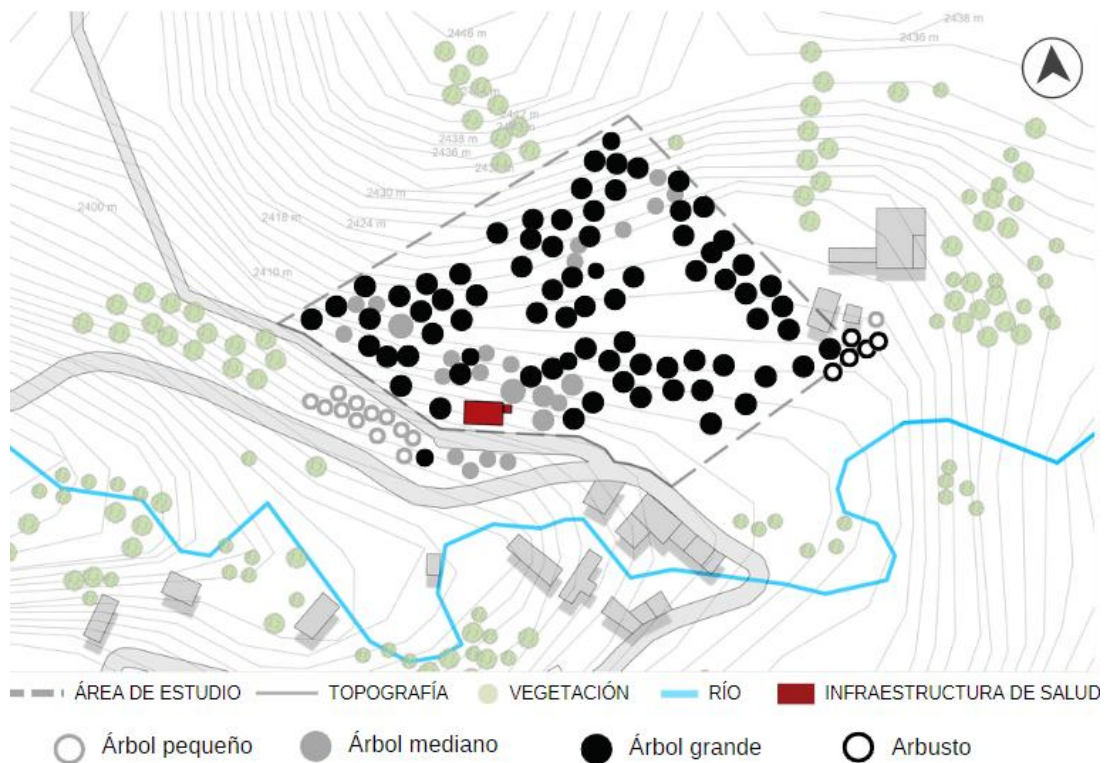 2438 m
2436 m
2446 m
2438 m
2436 m
2430 m
2400 m
2418 m
2424 m
2410 m
ÁREA DE ESTUDIO
TOPOGRAFÍA
VEGETACIÓN
RÍO
INFRAESTRUCTURA DE SALUD
Árbol pequeño
Árbol mediano
Árbol grande
Arbusto